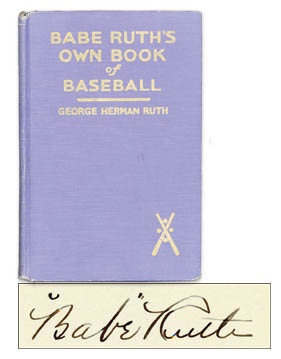 BABE RUTH'S
OWN BOOK
of
BASEBALL
GEORGE HERMAN RUTH
"Babe" Ruth